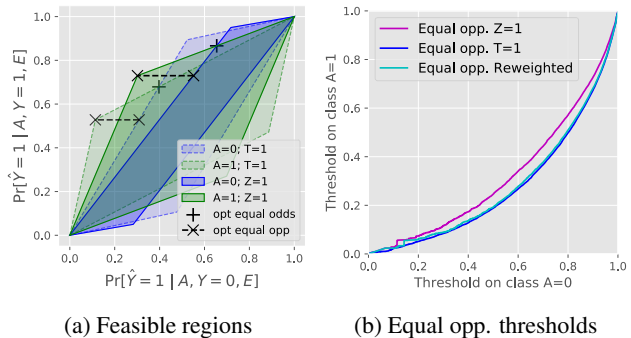 Pr[Ŷ = 1 | A, Y = 1, E]
1.0
0.8
0.6
0.4
0.2
0.0
A=0; T=1
A=1; T=1
A=0; Z=1
A=1; Z=1
opt equal odds
opt equal opp
0.0 0.2 0.4 0.6 0.8 1.0
Pr[Ŷ = 1 | A, Y = 0, E]
(a) Feasible regions
Threshold on class A=1
1.0
0.8
0.6
0.4
0.2
0.0
Equal opp. Z=1
Equal opp. T=1
Equal opp. Reweighted
0.0 0.2 0.4 0.6 0.8 1.0
Threshold on class A=0
(b) Equal opp. thresholds